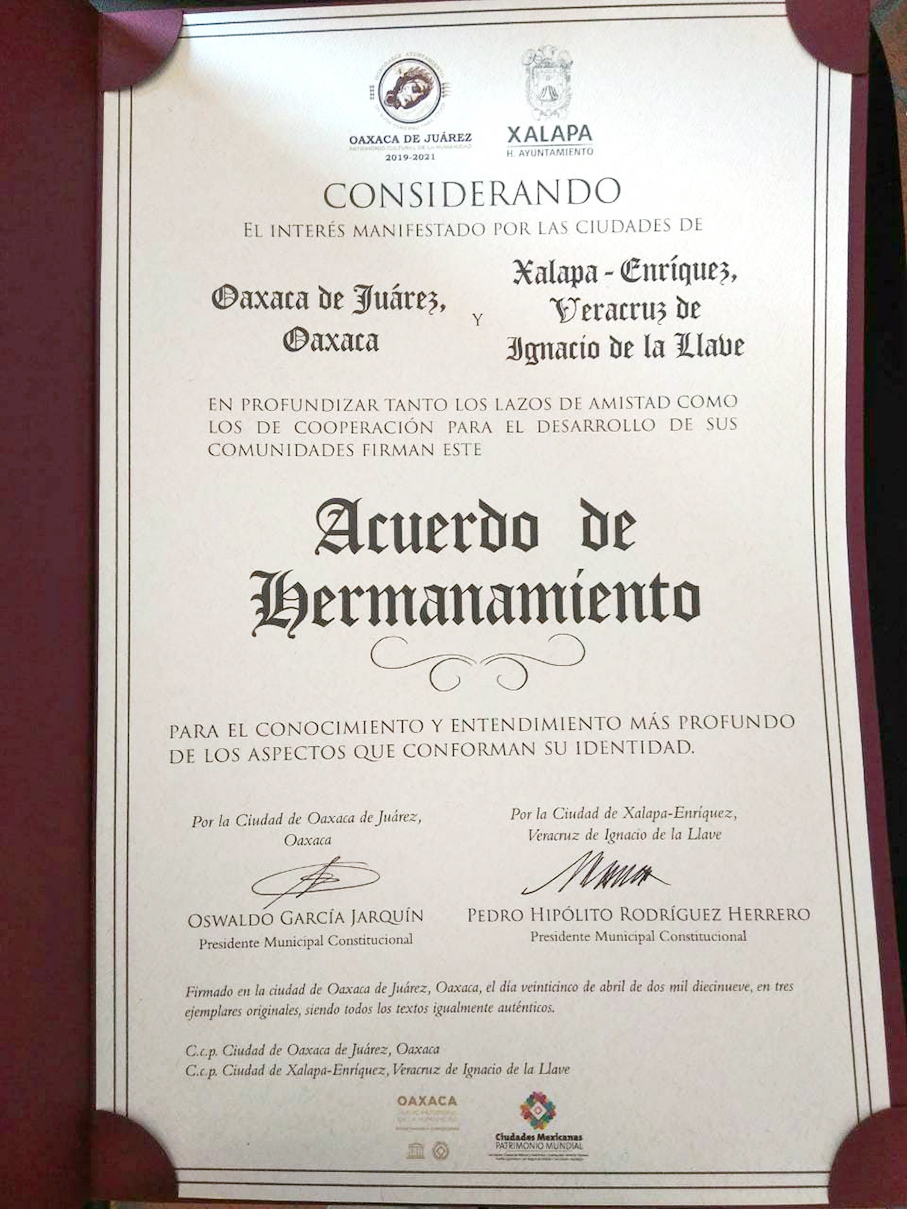 OAXACA DE JUÁREZ
PATRIMONIO CULTURAL DE LA HUMANIDAD
2019-2021
XALAPA
H. AYUNTAMIENTO
CONSIDERANDO
EL INTERÉS MANIFESTADO POR LAS CIUDADES DE
Oaxaca de Juárez,
Oaxaca
Y
Xalapa - Enríquez,
Veracruz de
Ignacio de la Llave
EN PROFUNDIZAR TANTO LOS LAZOS DE AMISTAD COMO
LOS DE COOPERACIÓN PARA EL DESARROLLO DE SUS
COMUNIDADES FIRMAN ESTE
Acuerdo de
Hermanamiento
PARA EL CONOCIMIENTO Y ENTENDIMIENTO MÁS PROFUNDO
DE LOS ASPECTOS QUE CONFORMAN SU IDENTIDAD.
Por la Ciudad de Oaxaca de Juárez,
Oaxaca
OSWALDO GARCÍA JARQUÍN
Presidente Municipal Constitucional
Por la Ciudad de Xalapa-Enríquez,
Veracruz de Ignacio de la Llave
PEDRO HIPÓLITO RODRÍGUEZ HERRERO
Presidente Municipal Constitucional
Firmado en la ciudad de Oaxaca de Juárez, Oaxaca, el día veinticinco de abril de dos mil diecinueve, en tres
ejemplares originales, siendo todos los textos igualmente auténticos.
C.c.p. Ciudad de Oaxaca de Juárez, Oaxaca
C.c.p. Ciudad de Xalapa-Enríquez, Veracruz de Ignacio de la Llave
OAXACA
Ciudades Mexicanas
PATRIMONIO MUNDIAL